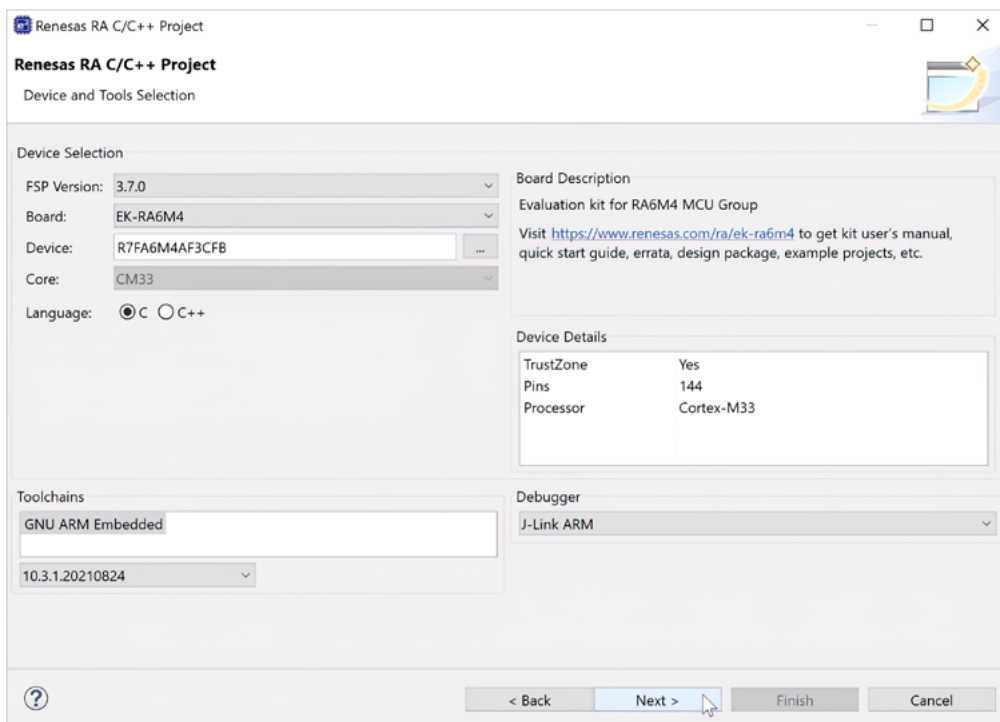 Renesas RA C/C++ Project
Renesas RA C/C++ Project
Device and Tools Selection
Device Selection
FSP Version: 3.7.0
Board: EK-RA6M4
Device: R7FA6M4AF3CFB ...
Core: CM33
Language: C C++
Board Description
Evaluation kit for RA6M4 MCU Group
Visit https://www.renesas.com/ra/ek-ra6m4 to get kit user's manual,
quick start guide, errata, design package, example projects, etc.
Device Details
TrustZone Yes
Pins 144
Processor Cortex-M33
Toolchains
GNU ARM Embedded
10.3.1.20210824
Debugger
J-Link ARM
? < Back Next > Finish Cancel